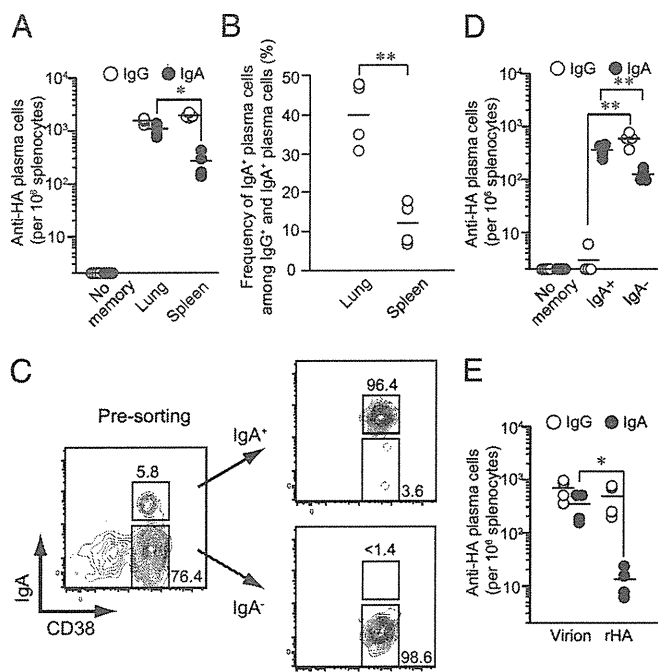 A
IgG IgA
*
Anti-HA plasma cells
(per 10⁶ splenocytes)
10⁴
10³
10²
10
No memory
Lung
Spleen
B
**
Frequency of IgA⁺ plasma cells
among IgG⁺ and IgA⁺ plasma cells (%)
50
40
30
20
10
0
Lung
Spleen
D
IgG IgA
**
**
Anti-HA plasma cells
(per 10⁶ splenocytes)
10⁴
10³
10²
10
No memory
IgA+
IgA-
C
Pre-sorting
5.8
76.4
IgA
CD38
IgA⁺
IgA⁻
96.4
3.6
<1.4
98.6
E
IgG IgA
*
Anti-HA plasma cells
(per 10⁶ splenocytes)
10⁴
10³
10²
10
Virion rHA